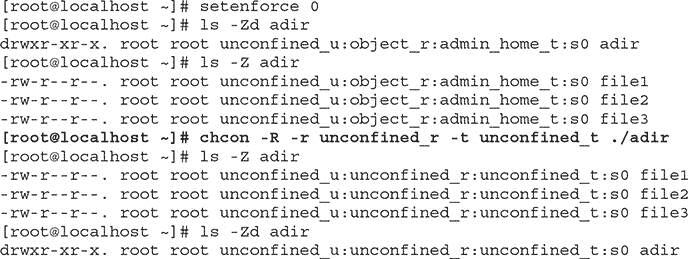 [root@localhost ~]# setenforce 0
[root@localhost ~]# ls -Zd adir
drwxr-xr-x. root root unconfined_u:object_r:admin_home_t:s0 adir
[root@localhost ~]# ls -Z adir
-rw-r--r--. root root unconfined_u:object_r:admin_home_t:s0 file1
-rw-r--r--. root root unconfined_u:object_r:admin_home_t:s0 file2
-rw-r--r--. root root unconfined_u:object_r:admin_home_t:s0 file3
[root@localhost ~]# chcon -R -r unconfined_r -t unconfined_t ./adir
[root@localhost ~]# ls -Z adir
-rw-r--r--. root root unconfined_u:unconfined_r:unconfined_t:s0 file1
-rw-r--r--. root root unconfined_u:unconfined_r:unconfined_t:s0 file2
-rw-r--r--. root root unconfined_u:unconfined_r:unconfined_t:s0 file3
[root@localhost ~]# ls -Zd adir
drwxr-xr-x. root root unconfined_u:unconfined_r:unconfined_t:s0 adir